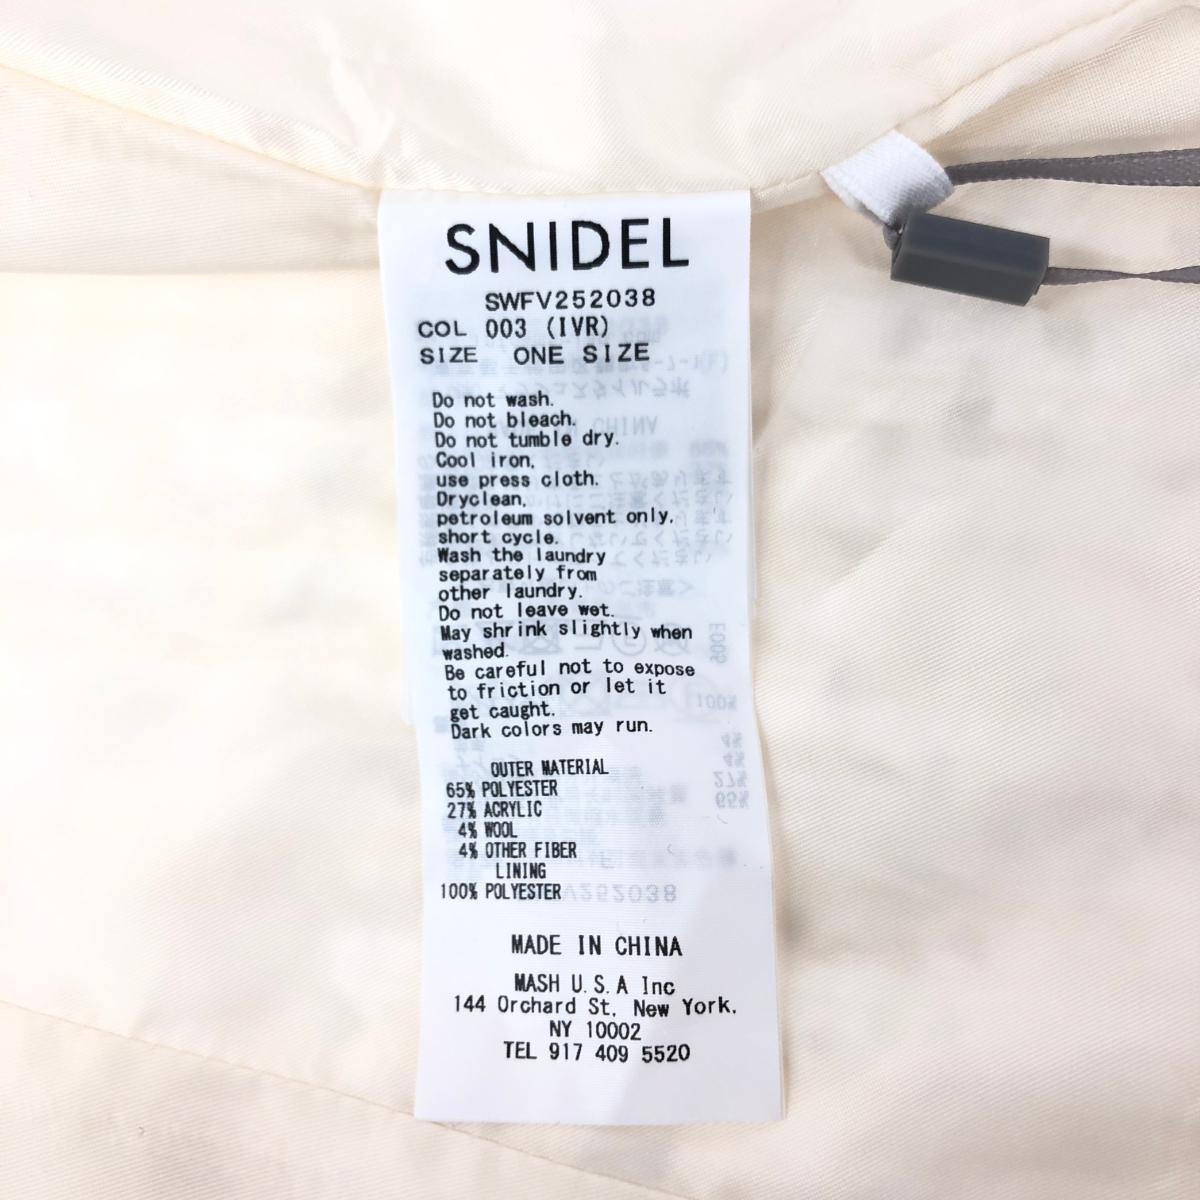 SNIDEL
SWFV252038
COL 003 (IVR)
SIZE ONE SIZE
Do not wash.
Do not bleach.
Do not tumble dry.
Cool iron,
use press cloth.
Dryclean,
petroleum solvent only,
short cycle.
Wash the laundry
separately from
other laundry.
Do not leave wet.
May shrink slightly when
washed.
Be careful not to expose
to friction or let it
get caught.
Dark colors may run.
OUTER MATERIAL
65% POLYESTER
27% ACRYLIC
4% WOOL
4% OTHER FIBER
LINING
100% POLYESTER
MADE IN CHINA
MASH U.S.A Inc
144 Orchard St, New York,
NY 10002
TEL 917 409 5520